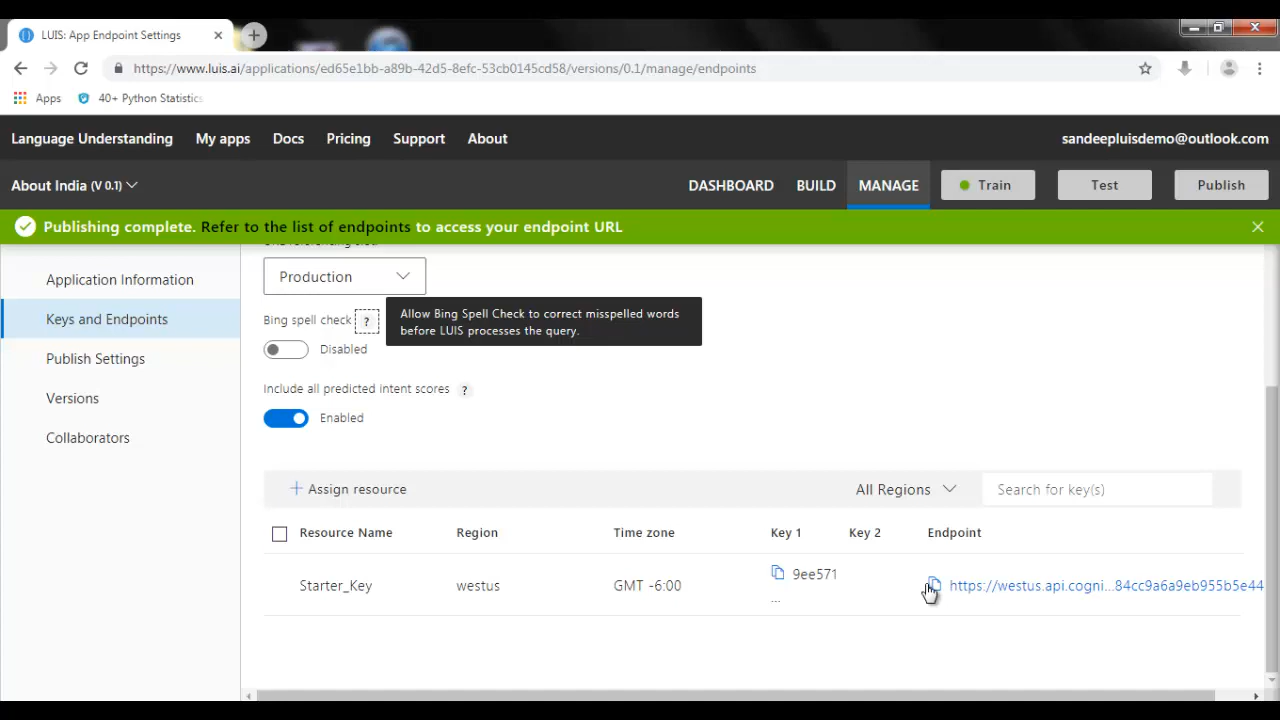 LUIS: App Endpoint Settings
https://www.luis.ai/applications/ed65e1bb-a89b-42d5-8efc-53cb0145cd58/versions/0.1/manage/endpoints
Apps 40+ Python Statistics
Language Understanding My apps Docs Pricing Support About sandeepluisdemo@outlook.com
About India (V 0.1) DASHBOARD BUILD MANAGE Train Test Publish
Publishing complete. Refer to the list of endpoints to access your endpoint URL
Application Information
Keys and Endpoints
Publish Settings
Versions
Collaborators
Production
Bing spell check ?
Allow Bing Spell Check to correct misspelled words
before LUIS processes the query.
Disabled
Include all predicted intent scores ?
Enabled
+ Assign resource All Regions Search for key(s)
Resource Name Region Time zone Key 1 Key 2 Endpoint
Starter_Key westus GMT -6:00 9ee571 ... https://westus.api.cogni...84cc9a6a9eb955b5e44